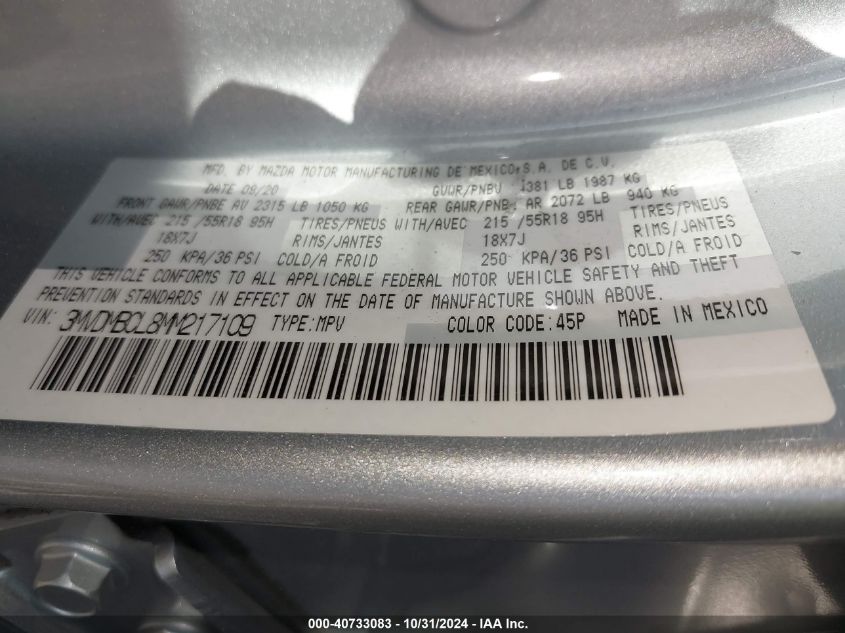 MFD. BY MAZDA MOTOR MANUFACTURING DE MEXICO,S.A. DE C.V.
DATE 09/20 GVWR/PNBV 4381 LB 1987 KG
FRONT GAWR/PNBE AV 2315 LB 1050 KG REAR GAWR/PNBE AR 2072 LB 940 KG
WITH/AVEC 215 /55R18 95H TIRES/PNEUS WITH/AVEC 215 /55R18 95H TIRES/PNEUS
18X7J RIMS/JANTES 18X7J RIMS/JANTES
250 KPA/36 PSI COLD/A FROID 250 KPA/36 PSI COLD/A FROID
THIS VEHICLE CONFORMS TO ALL APPLICABLE FEDERAL MOTOR VEHICLE SAFETY AND THEFT
PREVENTION STANDARDS IN EFFECT ON THE DATE OF MANUFACTURE SHOWN ABOVE.
VIN: 3MVDMBCL8MM217109 TYPE:MPV COLOR CODE:45P MADE IN MEXICO
000-40733083 - 10/31/2024 - IAA Inc.